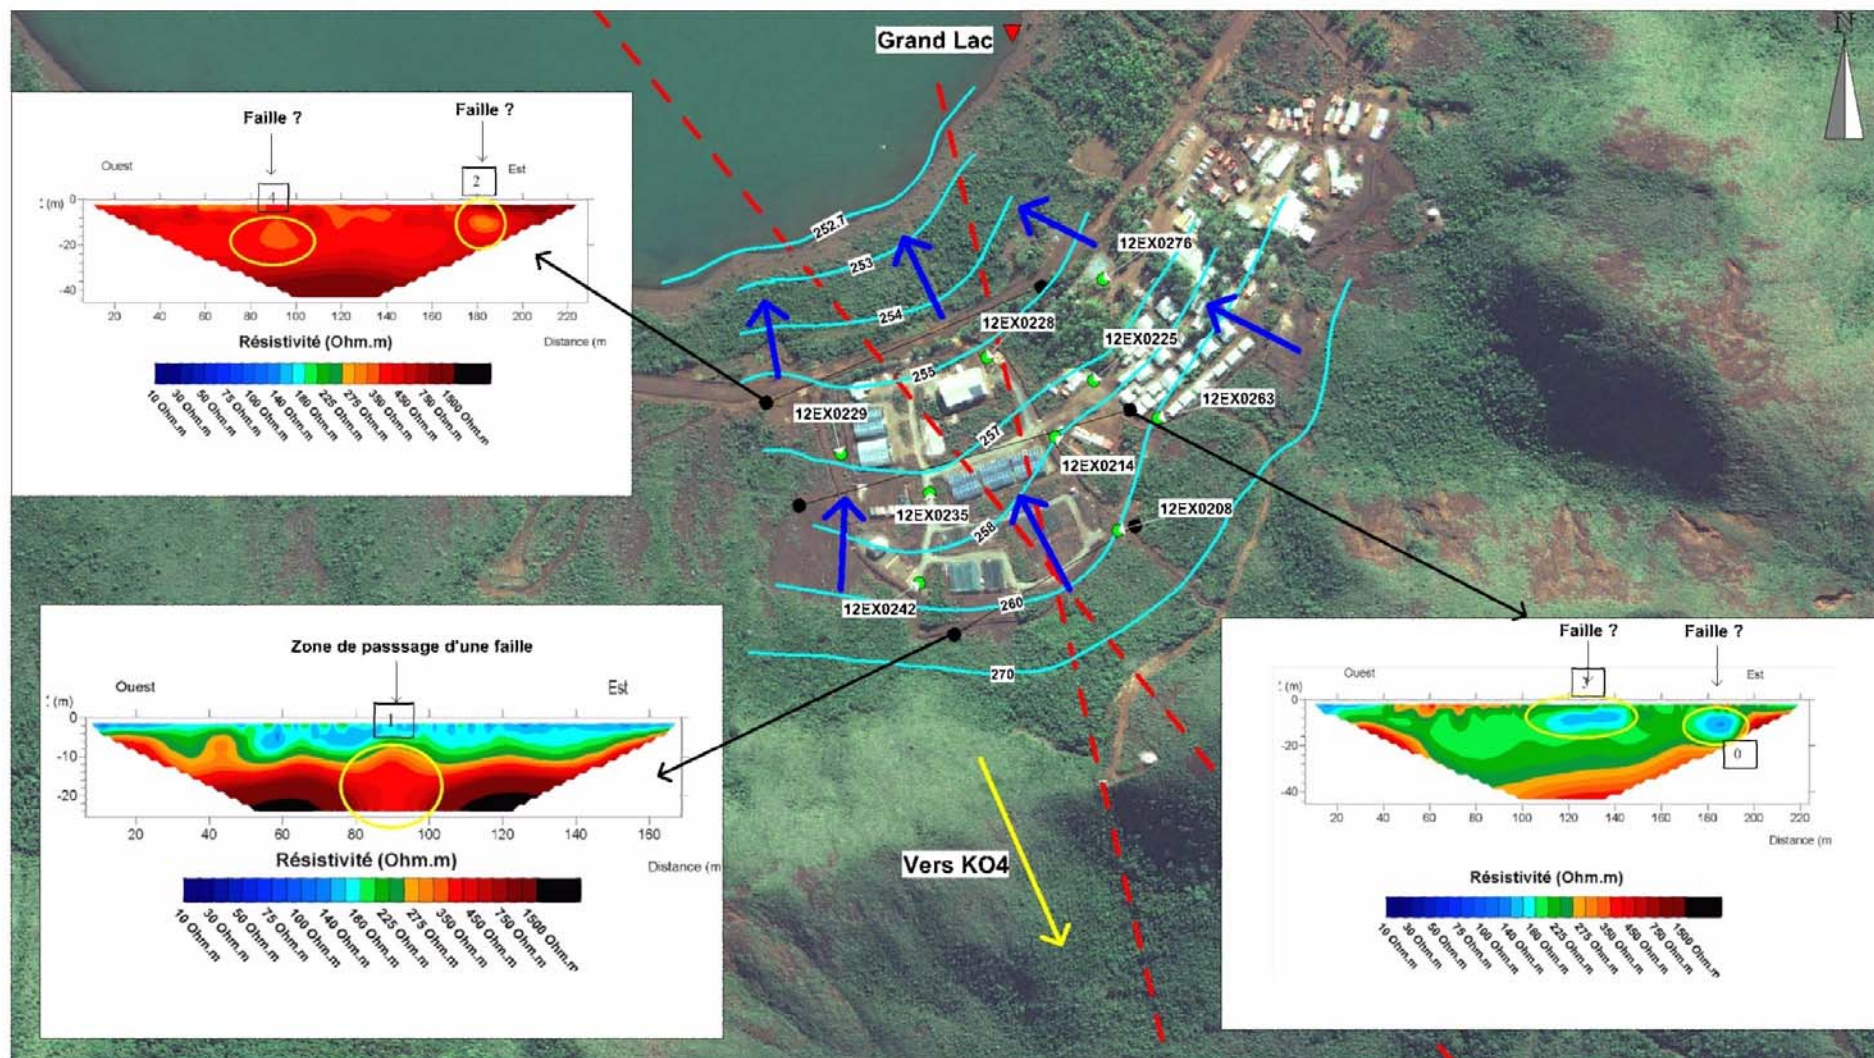 Grand Lac
N
Faille ?
Faille ?
Ouest
4
2
Est
: (m)
0
-20
-40
20
40
60
80
100
120
140
160
180
200
220
Résistivité (Ohm.m)
Distance (m
10 Ohm.m
30 Ohm.m
50 Ohm.m
75 Ohm.m
100 Ohm.m
140 Ohm.m
180 Ohm.m
225 Ohm.m
275 Ohm.m
350 Ohm.m
450 Ohm.m
750 Ohm.m
1500 Ohm.m
252.7
253
254
255
257
258
260
270
12EX0276
12EX0228
12EX0225
12EX0263
12EX0229
12EX0214
12EX0235
12EX0208
12EX0242
Zone de passsage d'une faille
Ouest
1
Est
: (m)
0
-10
-20
20
40
60
80
100
120
140
160
Résistivité (Ohm.m)
Distance (m
10 Ohm.m
30 Ohm.m
50 Ohm.m
75 Ohm.m
100 Ohm.m
140 Ohm.m
160 Ohm.m
225 Ohm.m
275 Ohm.m
350 Ohm.m
450 Ohm.m
750 Ohm.m
1500 Ohm.m
Vers KO4
Faille ?
Faille ?
Ouest
3
Est
(m)
0
-20
-40
0
20
40
60
80
100
120
140
160
180
200
220
Distance (m
Résistivité (Ohm.m)
10 Ohm.m
30 Ohm.m
50 Ohm.m
75 Ohm.m
100 Ohm.m
140 Ohm.m
180 Ohm.m
225 Ohm.m
275 Ohm.m
350 Ohm.m
450 Ohm.m
750 Ohm.m
1500 Ohm.m